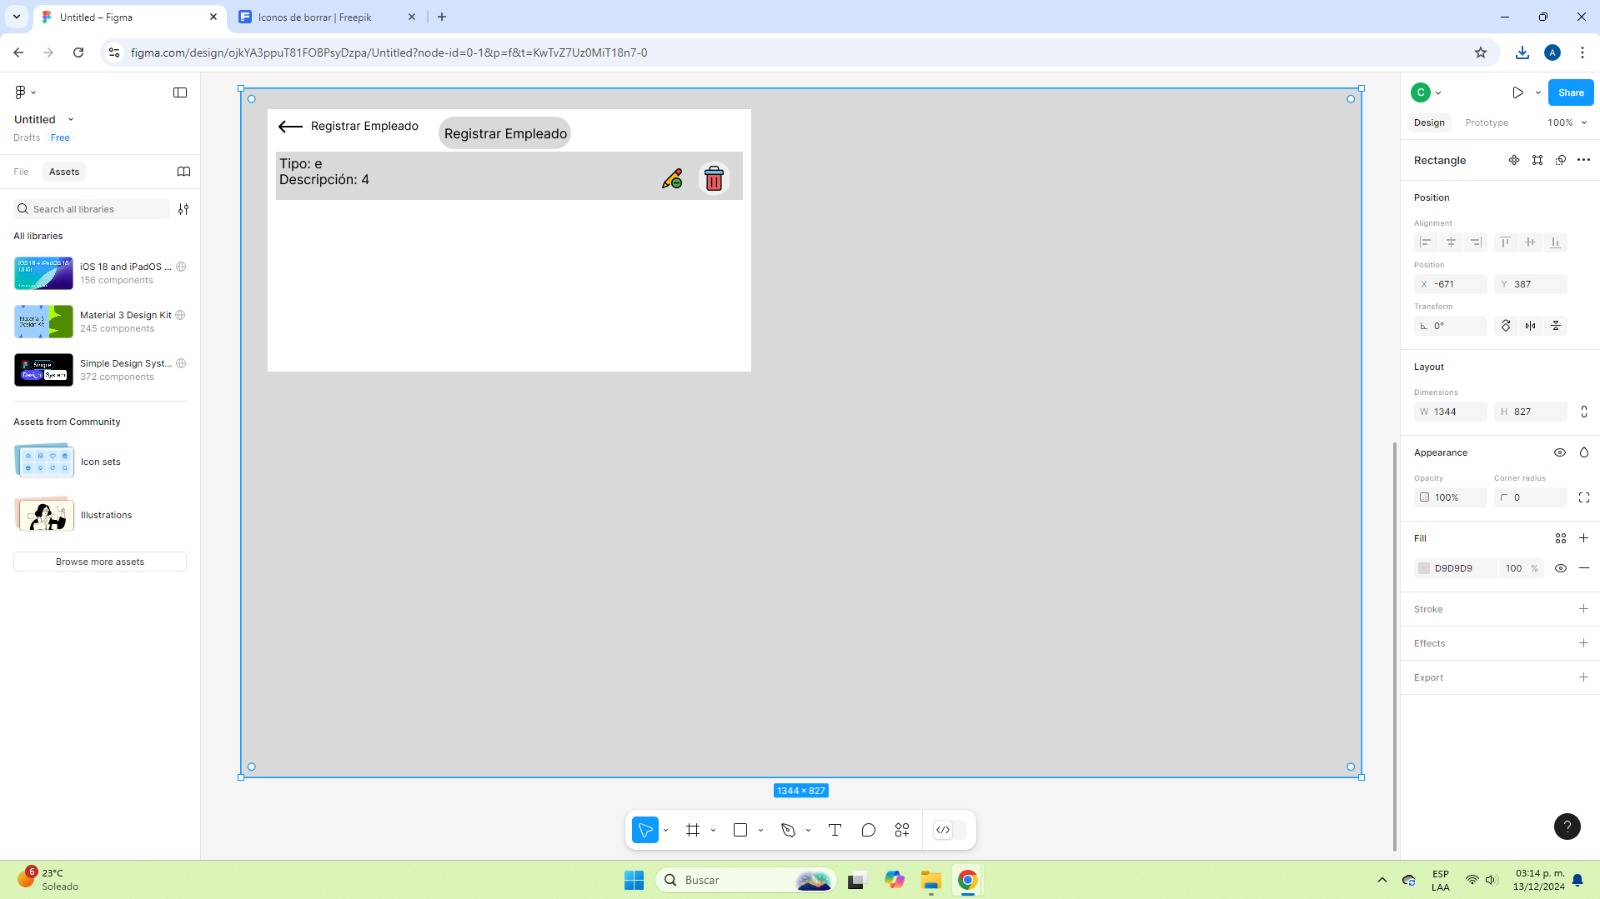 Untitled – Figma
Iconos de borrar | Freepik
figma.com/design/ojkYA3ppuT81FOBPsyDzpa/Untitled?node-id=0-1&p=f&t=KwTvZ7Uz0MiT18n7-0
A
Untitled
Drafts Free
File Assets
Search all libraries
All libraries
iOS 18 and iPadOS ...
156 components
Material 3 Design Kit
245 components
Simple Design Syst...
372 components
Assets from Community
Icon sets
Illustrations
Browse more assets
Registrar Empleado
Registrar Empleado
Tipo: e
Descripción: 4
1344 × 827
C
Share
Design Prototype 100%
Rectangle
Position
Alignment
Position
X -671 Y 387
Transform
0°
Layout
Dimensions
W 1344 H 827
Appearance
Opacity Corner radius
100% 0
Fill
D9D9D9 100 %
Stroke
Effects
Export
?
6
23°C
Soleado
Buscar
ESP
LAA
03:14 p. m.
13/12/2024